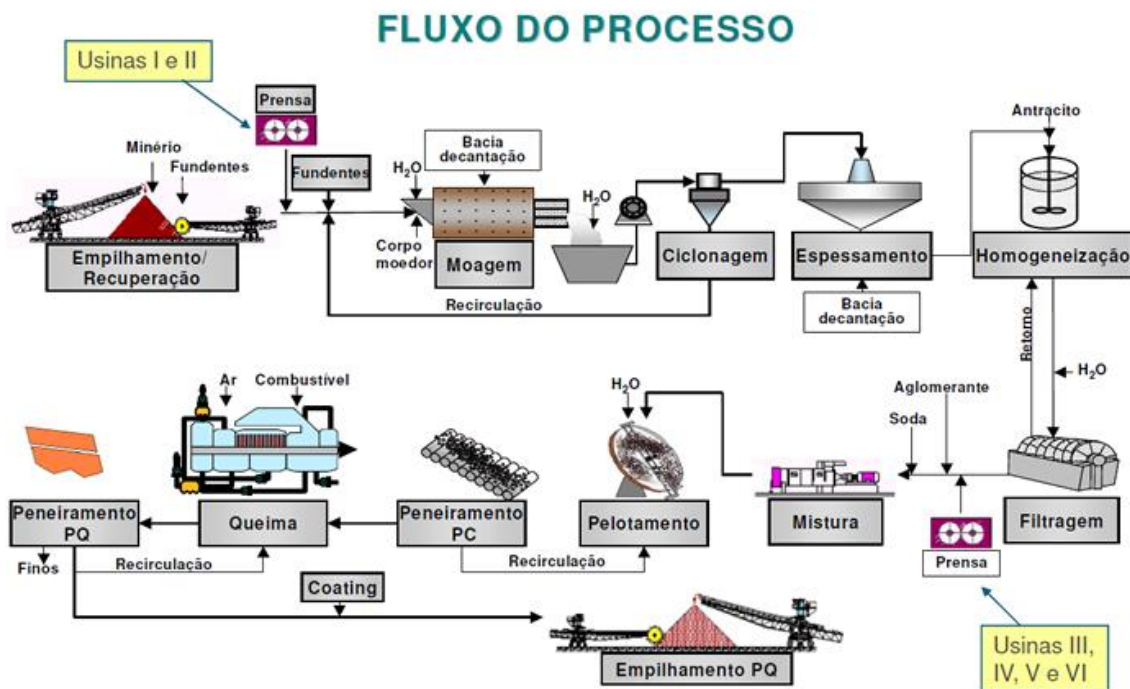 FLUXO DO PROCESSO
Usinas I e II
Prensa
Minério
Fundentes
Empilhamento/
Recuperação
Fundentes
H₂O
Corpo
moedor
Bacia
decantação
Moagem
H₂O
Ciclonagem
Recirculação
Espessamento
Bacia
decantação
Antracito
Homogeneização
Retorno
H₂O
Filtragem
Aglomerante
Soda
Prensa
Usinas III,
IV, V e VI
Mistura
H₂O
Pelotamento
Peneiramento
PC
Recirculação
Ar
Combustível
Queima
Recirculação
Peneiramento
PQ
Finos
Coating
Empilhamento PQ